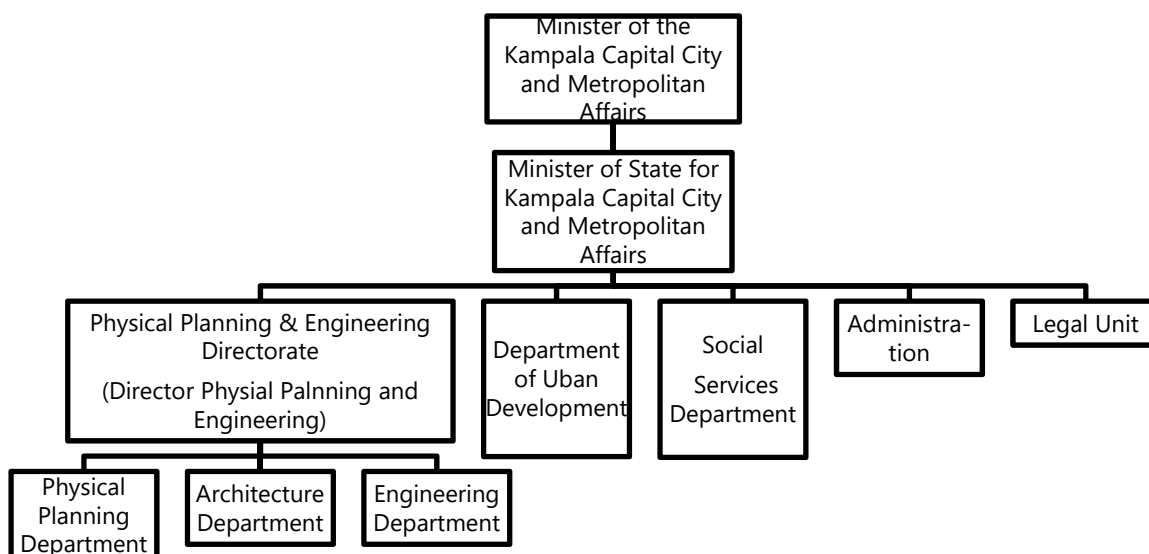 Minister of the
Kampala Capital City
and Metropolitan
Affairs
Minister of State for
Kampala Capital City
and Metropolitan
Affairs
Physical Planning & Engineering
Directorate
(Director Physial Palnning and
Engineering)
Department
of Uban
Development
Social
Services
Department
Administra-
tion
Legal Unit
Physical
Planning
Department
Architecture
Department
Engineering
Department